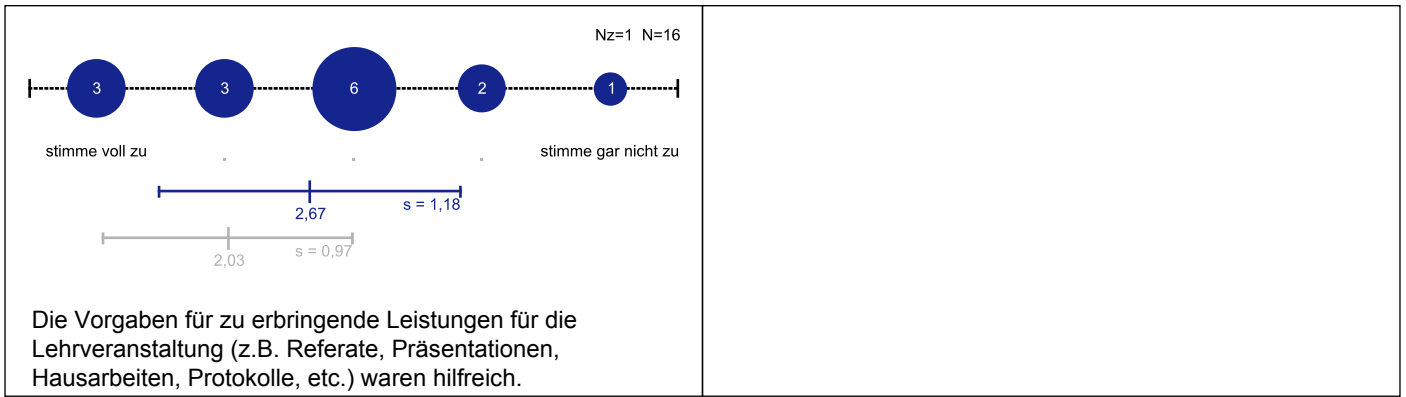 Nz=1 N=16
3 3 6 2 1
stimme voll zu . . . stimme gar nicht zu
2,67 s = 1,18
2,03 s = 0,97
Die Vorgaben für zu erbringende Leistungen für die
Lehrveranstaltung (z.B. Referate, Präsentationen,
Hausarbeiten, Protokolle, etc.) waren hilfreich.